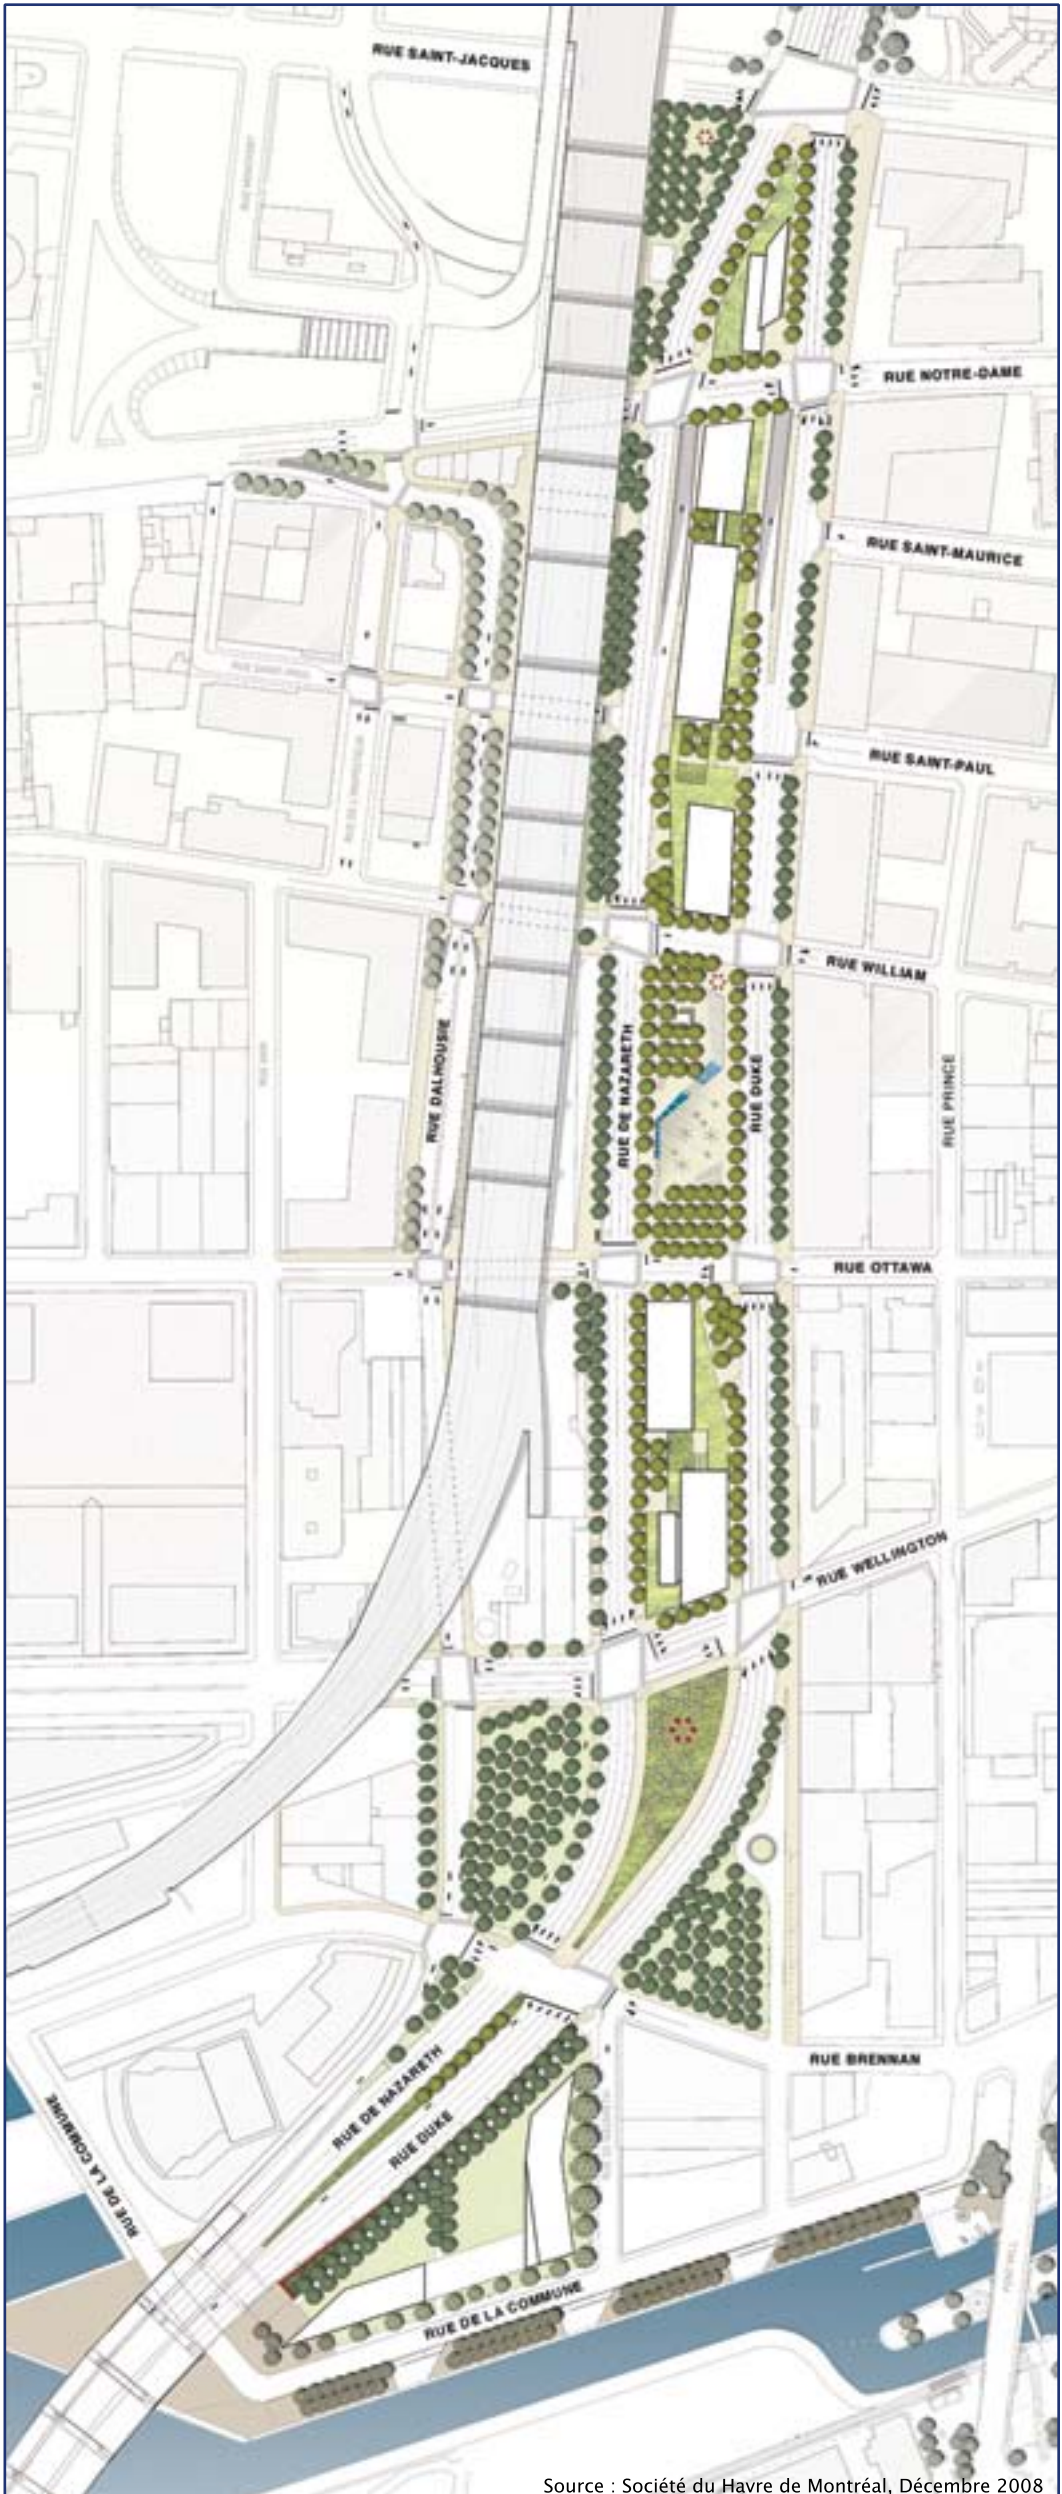 RUE SAINT-JACQUES
RUE NOTRE-DAME
RUE SAINT-MAURICE
RUE SAINT-PAUL
RUE WILLIAM
RUE DALHOUSIE
RUE DE NAZARETH
RUE DUKE
RUE PRINCE
RUE OTTAWA
RUE WELLINGTON
RUE BRENNAN
RUE DE NAZARETH
RUE DUKE
RUE DE LA COMMUNE
RUE DE LA COMMUNE
Source : Société du Havre de Montréal, Décembre 2008